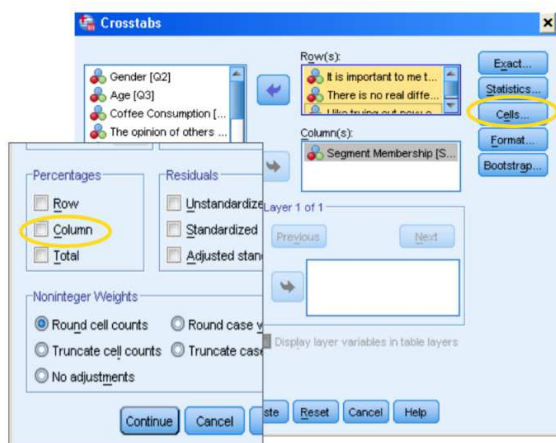 Crosstabs
Gender [Q2]
Age [Q3]
Coffee Consumption [...
The opinion of others ...
Row(s):
It is important to me t...
There is no real diffe...
Column(s):
Segment Membership [S...
Exact...
Statistics...
Cells...
Format...
Bootstrap...
Layer 1 of 1
Previous
Next
Display layer variables in table layers
Reset
Cancel
Help
Percentages
Row
Column
Total
Residuals
Unstandardize
Standardized
Adjusted stan
Noninteger Weights
Round cell counts
Round case
Truncate cell counts
Truncate case
No adjustments
Continue
Cancel